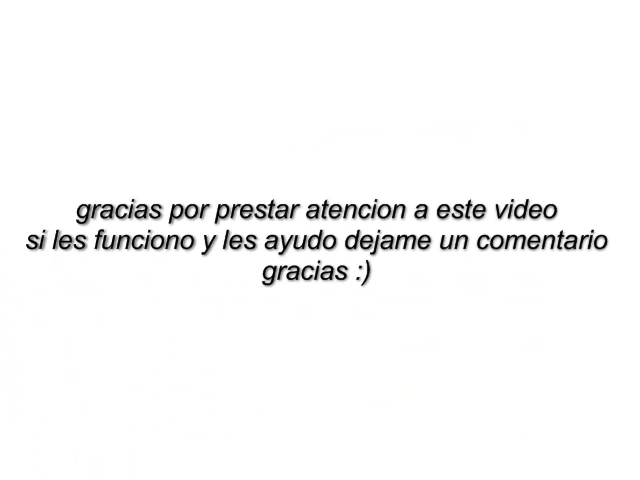 gracias por prestar atencion a este video
si les funciono y les ayudo dejame un comentario
gracias :)